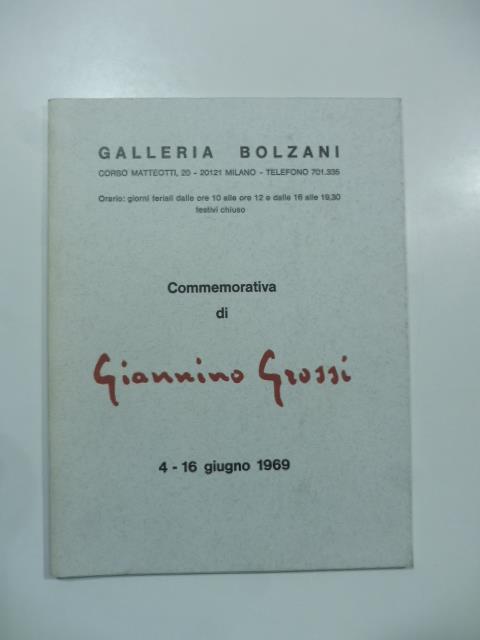 GALLERIA BOLZANI
CORSO MATTEOTTI, 20 - 20121 MILANO - TELEFONO 701.335
Orario: giorni feriali dalle ore 10 alle ore 12 e dalle 16 alle 19,30
festivi chiuso
Commemorativa
di
Giannino Grossi
4 - 16 giugno 1969